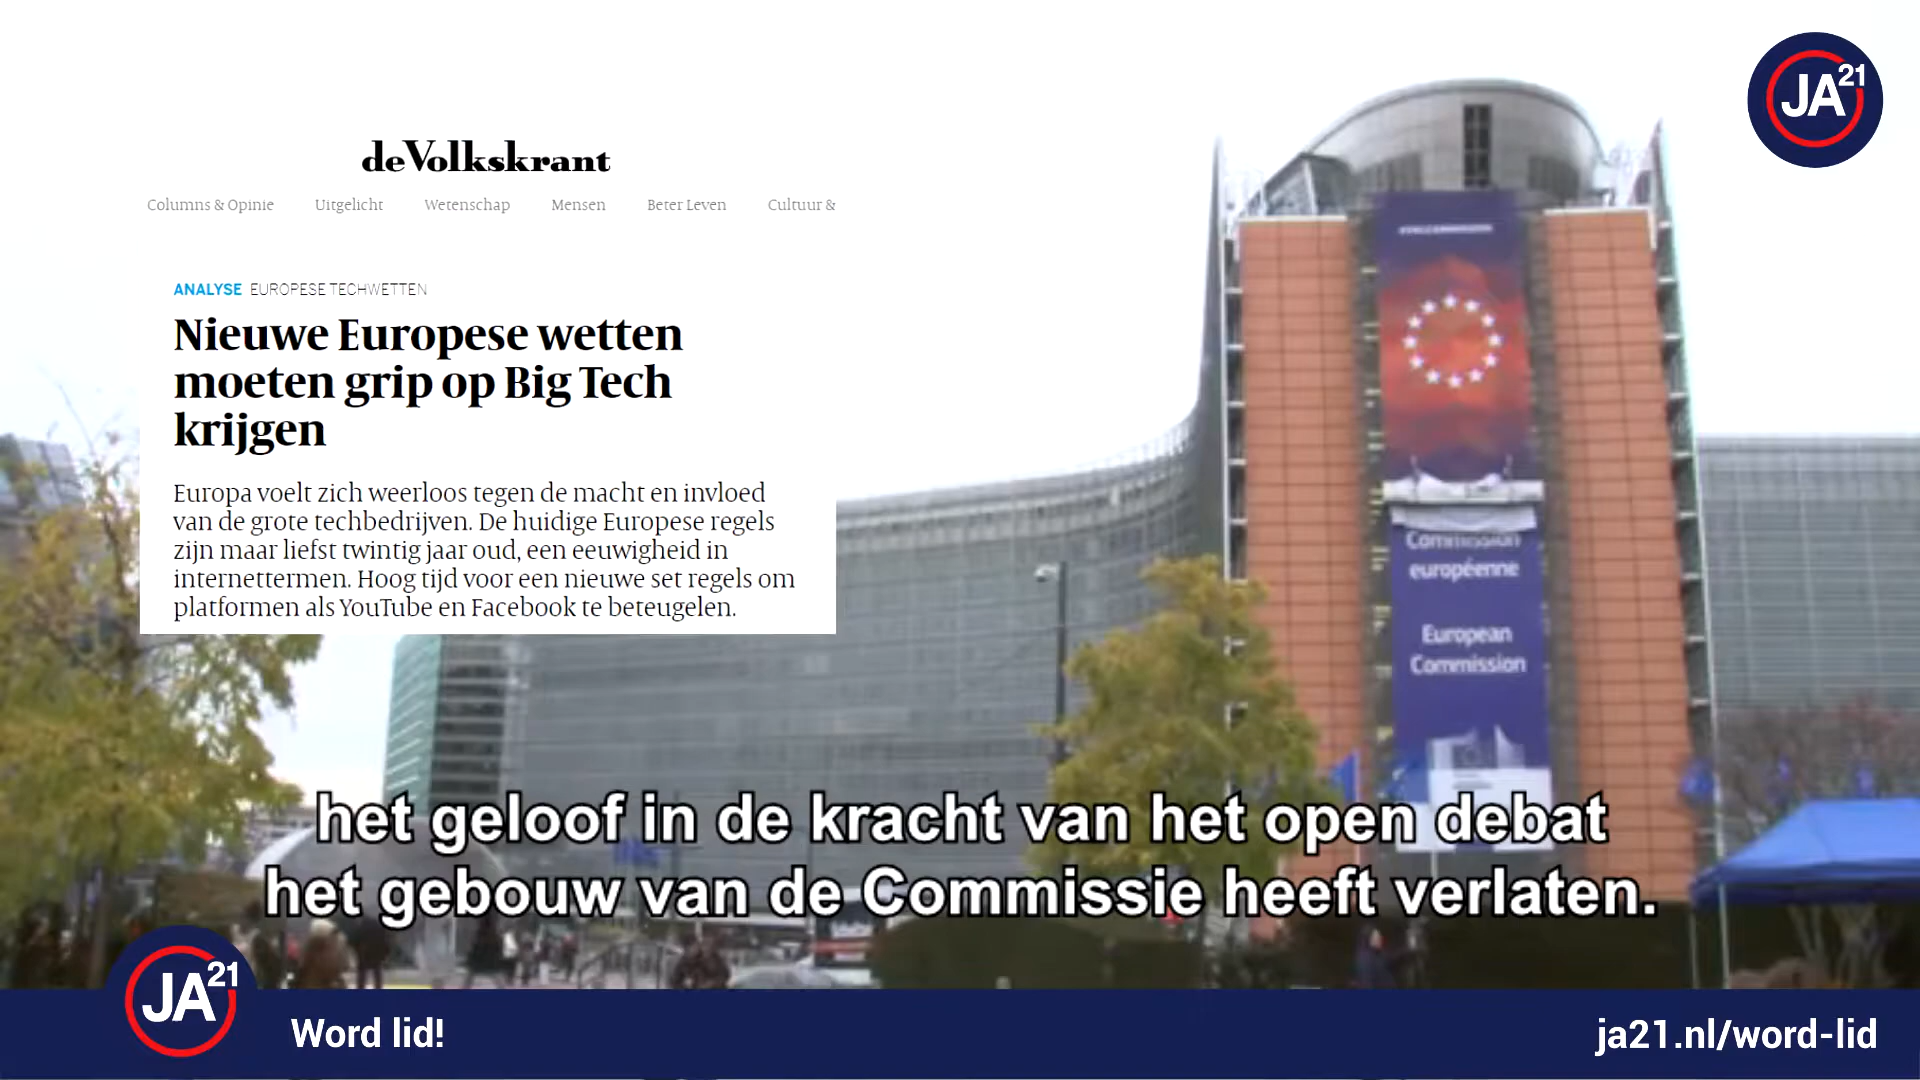 JA21
deVolkskrant
Columns & Opinie Uitgelicht Wetenschap Mensen Beter Leven Cultuur &
ANALYSE EUROPESE TECHWETTEN
Nieuwe Europese wetten
moeten grip op Big Tech
krijgen
Europa voelt zich weerloos tegen de macht en invloed
van de grote techbedrijven. De huidige Europese regels
zijn maar liefst twintig jaar oud, een eeuwigheid in
internettermen. Hoog tijd voor een nieuwe set regels om
platformen als YouTube en Facebook te beteugelen.
Commission
européenne
European
Commission
het geloof in de kracht van het open debat
het gebouw van de Commissie heeft verlaten.
JA21
Word lid!
ja21.nl/word-lid